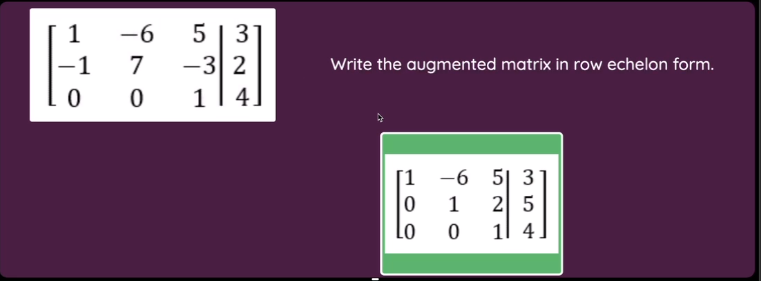 1 −6 5 | 3
−1 7 −3 | 2
0 0 1 | 4
Write the augmented matrix in row echelon form.
1 −6 5 | 3
0 1 2 | 5
0 0 1 | 4